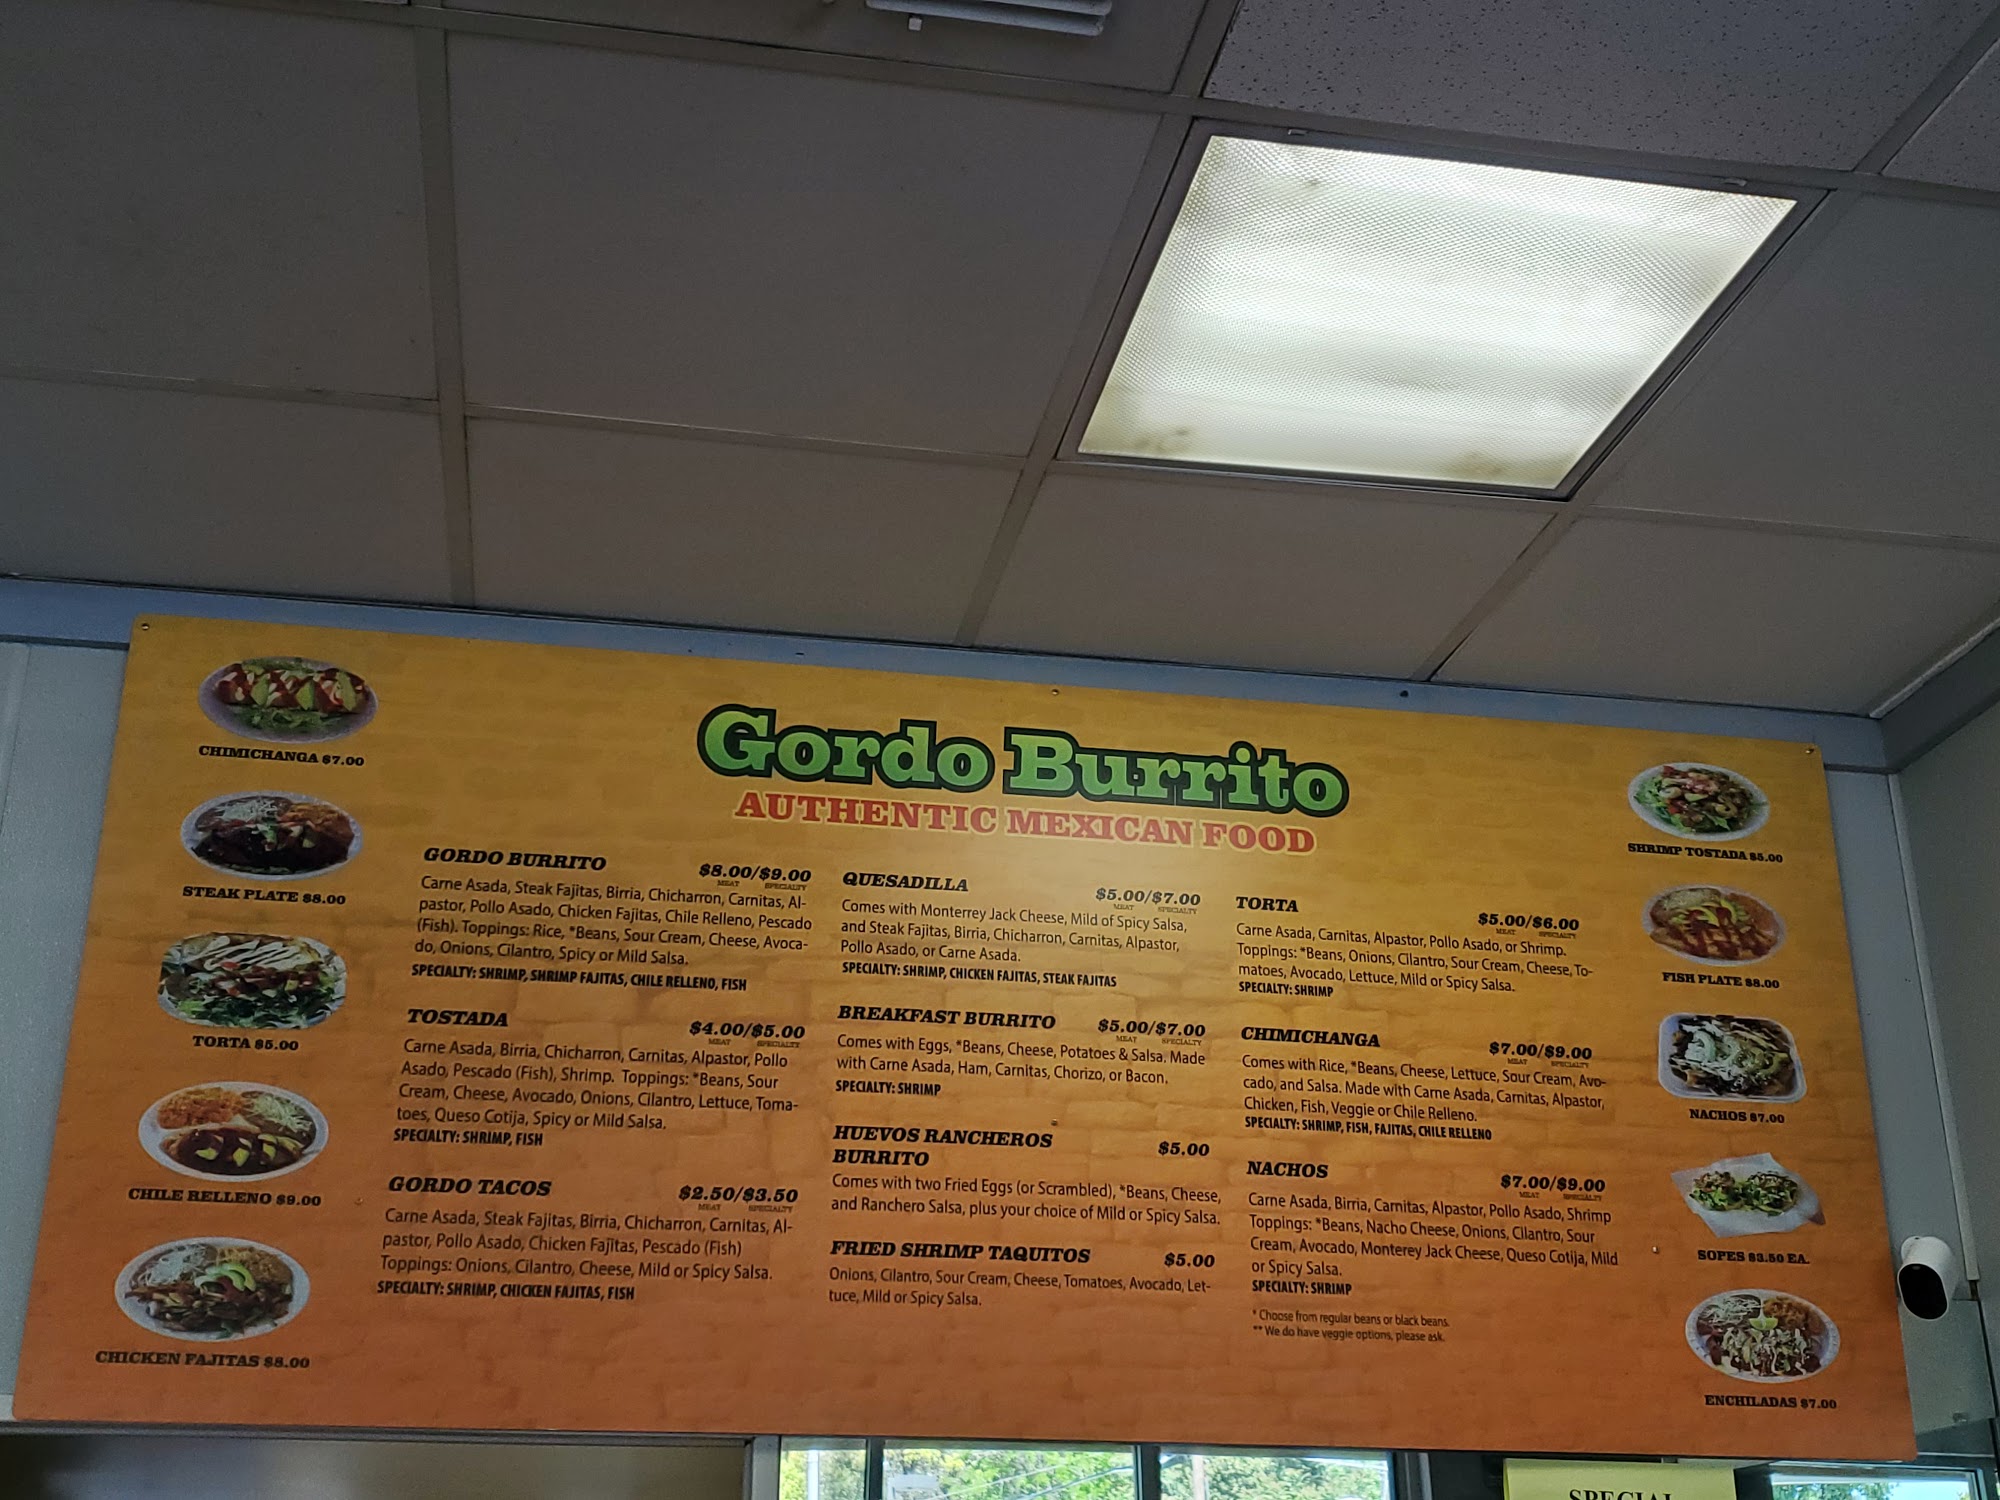 Gordo Burrito
AUTHENTIC MEXICAN FOOD
CHIMICHANGA $7.00
STEAK PLATE $8.00
TORTA $5.00
CHILE RELLENO $9.00
CHICKEN FAJITAS $8.00
GORDO BURRITO $8.00/$9.00
MEAT SPECIALTY
Carne Asada, Steak Fajitas, Birria, Chicharron, Carnitas, Al-
pastor, Pollo Asado, Chicken Fajitas, Chile Relleno, Pescado
(Fish). Toppings: Rice, *Beans, Sour Cream, Cheese, Avoca-
do, Onions, Cilantro, Spicy or Mild Salsa.
SPECIALTY: SHRIMP, SHRIMP FAJITAS, CHILE RELLENO, FISH
TOSTADA $4.00/$5.00
MEAT SPECIALTY
Carne Asada, Birria, Chicharron, Carnitas, Alpastor, Pollo
Asado, Pescado (Fish), Shrimp. Toppings: *Beans, Sour
Cream, Cheese, Avocado, Onions, Cilantro, Lettuce, Toma-
toes, Queso Cotija, Spicy or Mild Salsa.
SPECIALTY: SHRIMP, FISH
GORDO TACOS $2.50/$3.50
MEAT SPECIALTY
Carne Asada, Steak Fajitas, Birria, Chicharron, Carnitas, Al-
pastor, Pollo Asado, Chicken Fajitas, Pescado (Fish)
Toppings: Onions, Cilantro, Cheese, Mild or Spicy Salsa.
SPECIALTY: SHRIMP, CHICKEN FAJITAS, FISH
QUESADILLA $5.00/$7.00
MEAT SPECIALTY
Comes with Monterrey Jack Cheese, Mild of Spicy Salsa,
and Steak Fajitas, Birria, Chicharron, Carnitas, Alpastor,
Pollo Asado, or Carne Asada.
SPECIALTY: SHRIMP, CHICKEN FAJITAS, STEAK FAJITAS
BREAKFAST BURRITO $5.00/$7.00
MEAT SPECIALTY
Comes with Eggs, *Beans, Cheese, Potatoes & Salsa. Made
with Carne Asada, Ham, Carnitas, Chorizo, or Bacon.
SPECIALTY: SHRIMP
HUEVOS RANCHEROS $5.00
BURRITO
Comes with two Fried Eggs (or Scrambled), *Beans, Cheese,
and Ranchero Salsa, plus your choice of Mild or Spicy Salsa.
FRIED SHRIMP TAQUITOS $5.00
Onions, Cilantro, Sour Cream, Cheese, Tomatoes, Avocado, Let-
tuce, Mild or Spicy Salsa.
TORTA $5.00/$6.00
MEAT SPECIALTY
Carne Asada, Carnitas, Alpastor, Pollo Asado, or Shrimp.
Toppings: *Beans, Onions, Cilantro, Sour Cream, Cheese, To-
matoes, Avocado, Lettuce, Mild or Spicy Salsa.
SPECIALTY: SHRIMP
CHIMICHANGA $7.00/$9.00
MEAT SPECIALTY
Comes with Rice, *Beans, Cheese, Lettuce, Sour Cream, Avo-
cado, and Salsa. Made with Carne Asada, Carnitas, Alpastor,
Chicken, Fish, Veggie or Chile Relleno.
SPECIALTY: SHRIMP, FISH, FAJITAS, CHILE RELLENO
NACHOS $7.00/$9.00
MEAT SPECIALTY
Carne Asada, Birria, Carnitas, Alpastor, Pollo Asado, Shrimp
Toppings: *Beans, Nacho Cheese, Onions, Cilantro, Sour
Cream, Avocado, Monterey Jack Cheese, Queso Cotija, Mild
or Spicy Salsa.
SPECIALTY: SHRIMP
* Choose from regular beans or black beans.
** We do have veggie options, please ask.
SHRIMP TOSTADA $5.00
FISH PLATE $8.00
NACHOS $7.00
SOPES $3.50 EA.
ENCHILADAS $7.00
SPECIAL